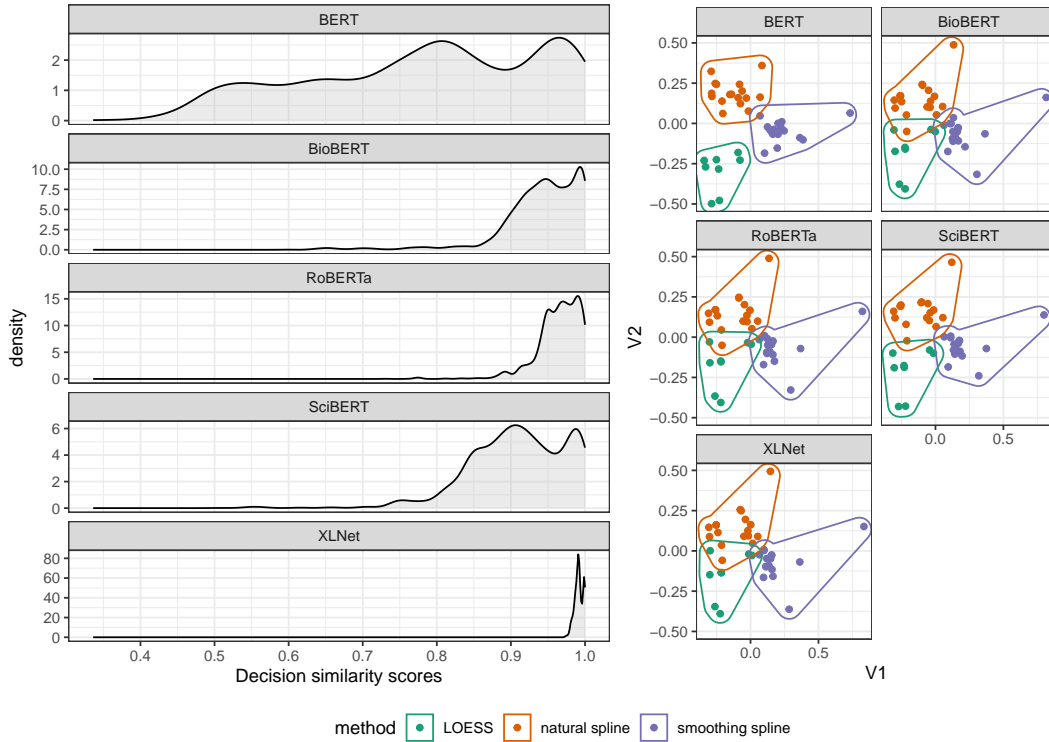 BERT
0
1
2
BioBERT
0.0
2.5
5.0
7.5
10.0
RoBERTa
0
5
10
15
SciBERT
0
2
4
6
XLNet
0
20
40
60
80
0.4 0.5 0.6 0.7 0.8 0.9 1.0
Decision similarity scores
density
BERT BioBERT
0.50
0.25
0.00
−0.25
−0.50
RoBERTa SciBERT
0.50
0.25
0.00
−0.25
−0.50
0.0 0.5
XLNet
0.50
0.25
0.00
−0.25
−0.50
0.0 0.5
V1
V2
method LOESS natural spline smoothing spline